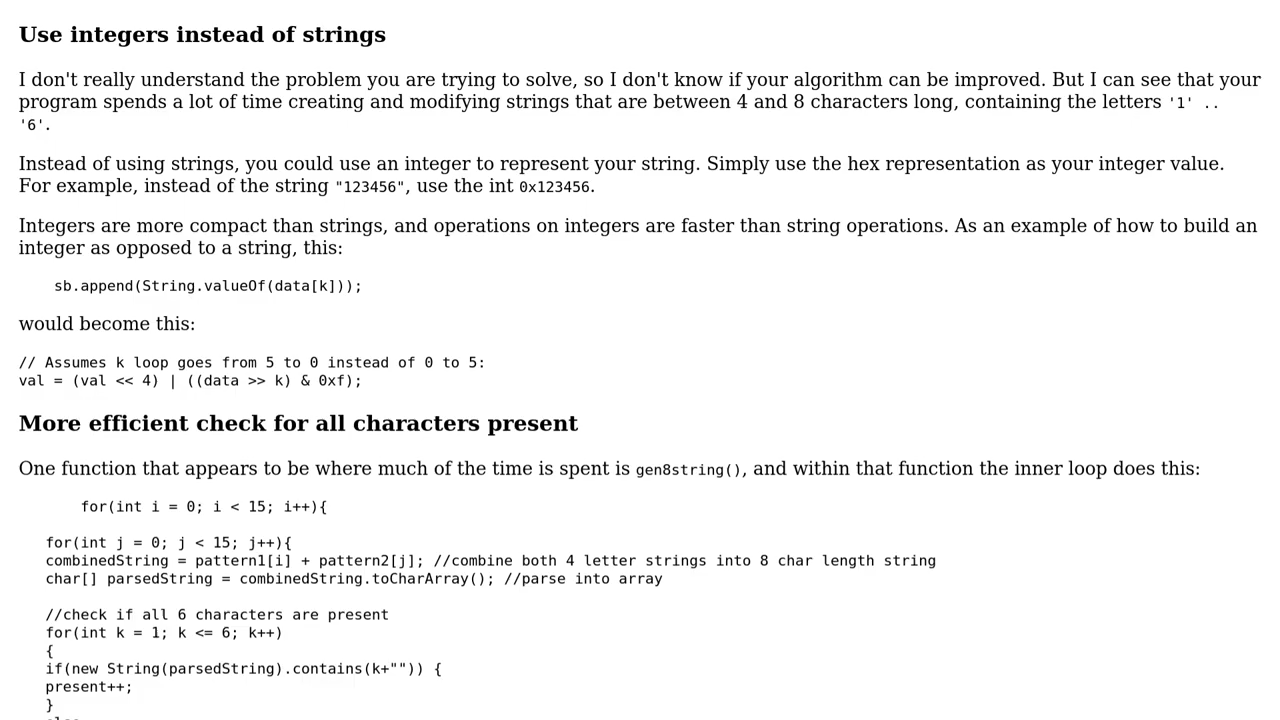 Use integers instead of strings
I don't really understand the problem you are trying to solve, so I don't know if your algorithm can be improved. But I can see that your
program spends a lot of time creating and modifying strings that are between 4 and 8 characters long, containing the letters '1' ..
'6'.
Instead of using strings, you could use an integer to represent your string. Simply use the hex representation as your integer value.
For example, instead of the string "123456", use the int 0x123456.
Integers are more compact than strings, and operations on integers are faster than string operations. As an example of how to build an
integer as opposed to a string, this:
sb.append(String.valueOf(data[k]));
would become this:
// Assumes k loop goes from 5 to 0 instead of 0 to 5:
val = (val << 4) | ((data >> k) & 0xf);
More efficient check for all characters present
One function that appears to be where much of the time is spent is gen8string(), and within that function the inner loop does this:
for(int i = 0; i < 15; i++){
for(int j = 0; j < 15; j++){
combinedString = pattern1[i] + pattern2[j]; //combine both 4 letter strings into 8 char length string
char[] parsedString = combinedString.toCharArray(); //parse into array
//check if all 6 characters are present
for(int k = 1; k <= 6; k++)
{
if(new String(parsedString).contains(k+"")) {
present++;
}